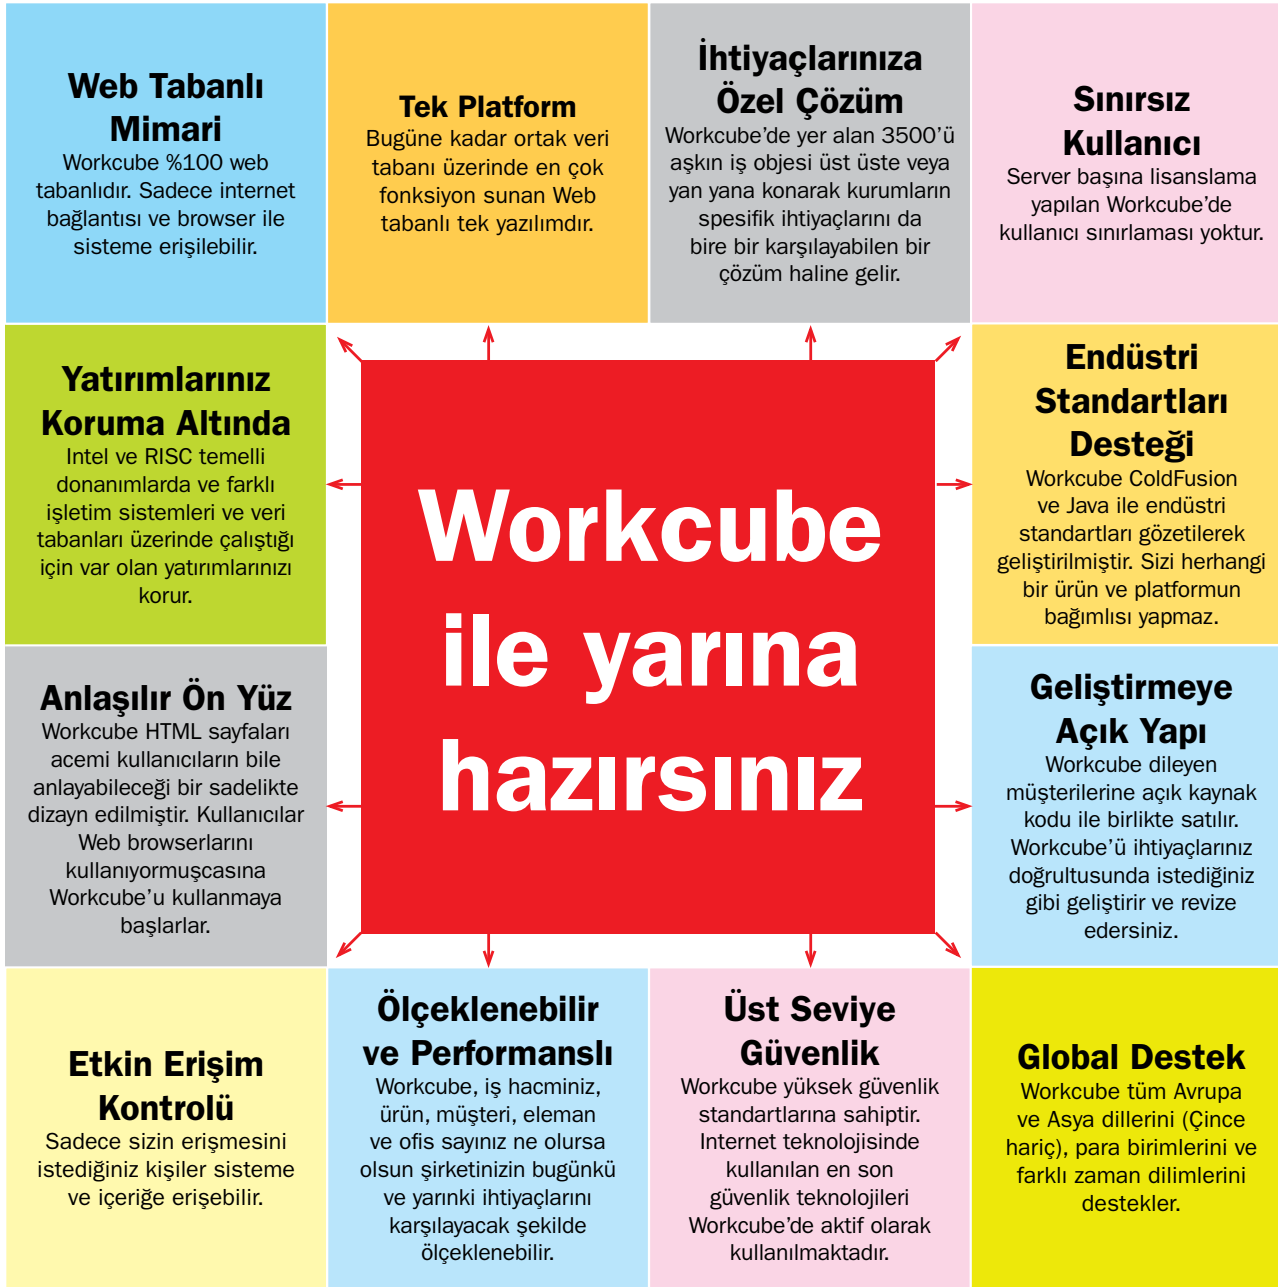 Web Tabanlı
Mimari
Workcube %100 web
tabanlıdır. Sadece internet
bağlantısı ve browser ile
sisteme erişilebilir.
Tek Platform
Bugüne kadar ortak veri
tabanı üzerinde en çok
fonksiyon sunan Web
tabanlı tek yazılımdır.
İhtiyaçlarınıza
Özel Çözüm
Workcube’de yer alan 3500’ü
aşkın iş objesi üst üste veya
yan yana konarak kurumların
spesifik ihtiyaçlarını da
bire bir karşılayabilen bir
çözüm haline gelir.
Sınırsız
Kullanıcı
Server başına lisanslama
yapılan Workcube’de
kullanıcı sınırlaması yoktur.
Yatırımlarınız
Koruma Altında
Intel ve RISC temelli
donanımlarda ve farklı
işletim sistemleri ve veri
tabanları üzerinde çalıştığı
için var olan yatırımlarınızı
korur.
Workcube
ile yarına
hazırsınız
Endüstri
Standartları
Desteği
Workcube ColdFusion
ve Java ile endüstri
standartları gözetilerek
geliştirilmiştir. Sizi herhangi
bir ürün ve platformun
bağımlısı yapmaz.
Anlaşılır Ön Yüz
Workcube HTML sayfaları
acemi kullanıcıların bile
anlayabileceği bir sadelikte
dizayn edilmiştir. Kullanıcılar
Web browserlarını
kullanıyormuşcasına
Workcube’u kullanmaya
başlarlar.
Geliştirmeye
Açık Yapı
Workcube dileyen
müşterilerine açık kaynak
kodu ile birlikte satılır.
Workcube’ü ihtiyaçlarınız
doğrultusunda istediğiniz
gibi geliştirir ve revize
edersiniz.
Etkin Erişim
Kontrolü
Sadece sizin erişmesini
istediğiniz kişiler sisteme
ve içeriğe erişebilir.
Ölçeklenebilir
ve Performanslı
Workcube, iş hacminiz,
ürün, müşteri, eleman
ve ofis sayınız ne olursa
olsun şirketinizin bugünkü
ve yarınki ihtiyaçlarını
karşılayacak şekilde
ölçeklenebilir.
Üst Seviye
Güvenlik
Workcube yüksek güvenlik
standartlarına sahiptir.
Internet teknolojisinde
kullanılan en son
güvenlik teknolojileri
Workcube’de aktif olarak
kullanılmaktadır.
Global Destek
Workcube tüm Avrupa
ve Asya dillerini (Çince
hariç), para birimlerini ve
farklı zaman dilimlerini
destekler.